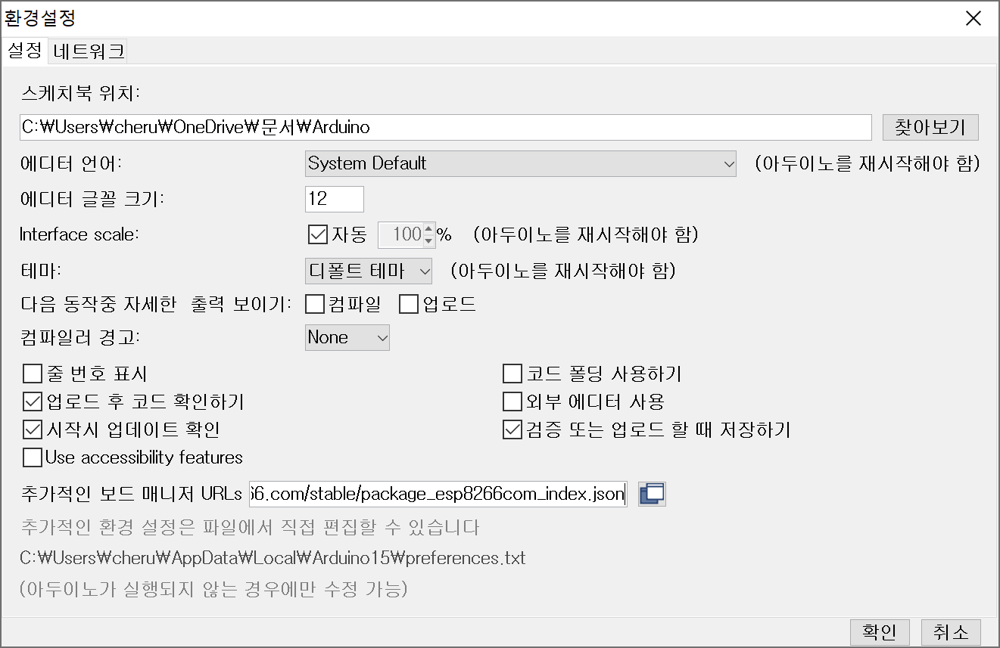 환경설정
설정 네트워크
스케치북 위치:
C:₩Users₩cheru₩OneDrive₩문서₩Arduino 찾아보기
에디터 언어: System Default (아두이노를 재시작해야 함)
에디터 글꼴 크기: 12
Interface scale: 자동 100 % (아두이노를 재시작해야 함)
테마: 디폴트 테마 (아두이노를 재시작해야 함)
다음 동작중 자세한 출력 보이기: 컴파일 업로드
컴파일러 경고: None
줄 번호 표시 코드 폴딩 사용하기
업로드 후 코드 확인하기 외부 에디터 사용
시작시 업데이트 확인 검증 또는 업로드 할 때 저장하기
Use accessibility features
추가적인 보드 매니저 URLs 6.com/stable/package_esp8266com_index.json
추가적인 환경 설정은 파일에서 직접 편집할 수 있습니다
C:₩Users₩cheru₩AppData₩Local₩Arduino15₩preferences.txt
(아두이노가 실행되지 않는 경우에만 수정 가능)
확인 취소